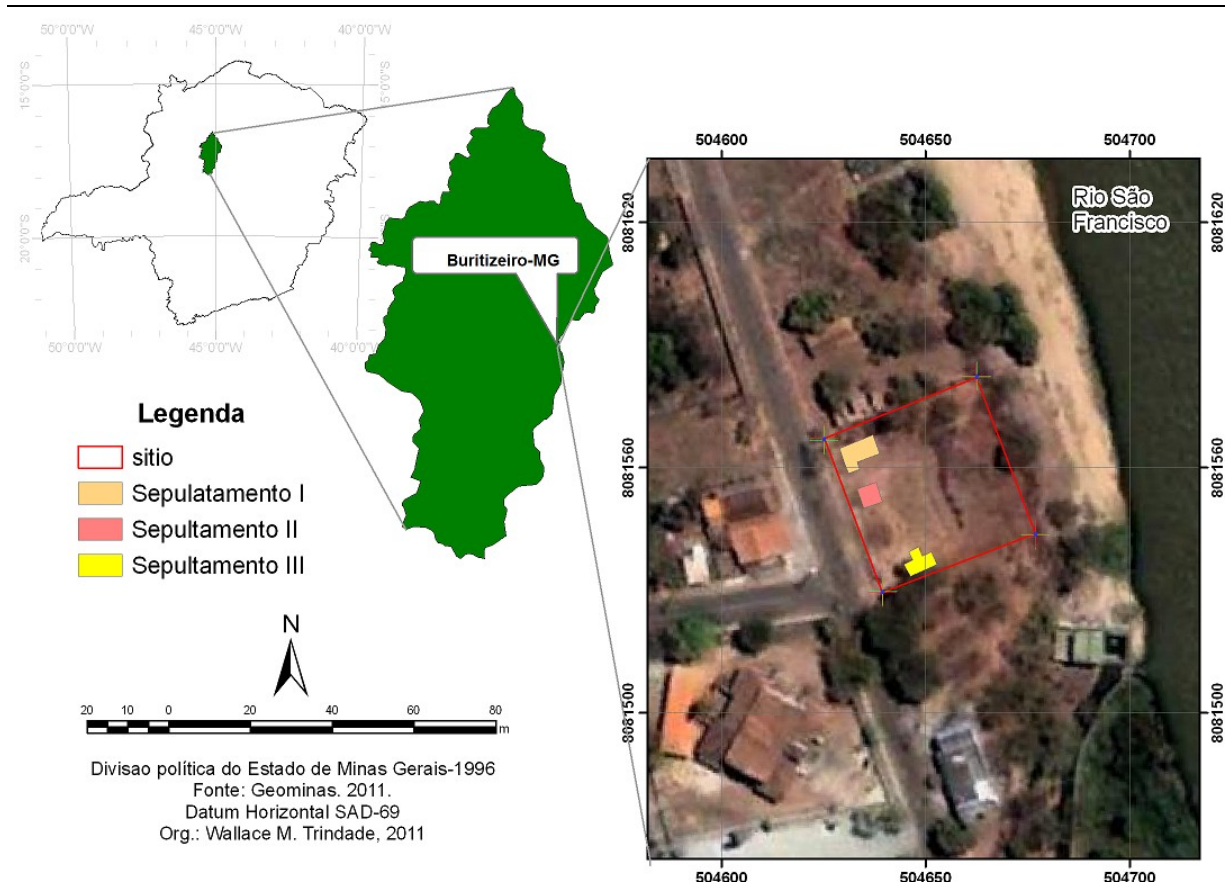 50°0'0"W
45°0'0"W
40°0'0"W
15°0'0"S
15°0'0"S
20°0'0"S
20°0'0"S
50°0'0"W
45°0'0"W
40°0'0"W
Buritizeiro-MG
Legenda
sitio
Sepulatamento I
Sepultamento II
Sepultamento III
N
20 10 0 20 40 60 80
m
Divisao política do Estado de Minas Gerais-1996
Fonte: Geominas. 2011.
Datum Horizontal SAD-69
Org.: Wallace M. Trindade, 2011
504600 504650 504700
Rio São
Francisco
8081620
8081620
8081560
8081560
8081500
8081500
504600 504650 504700